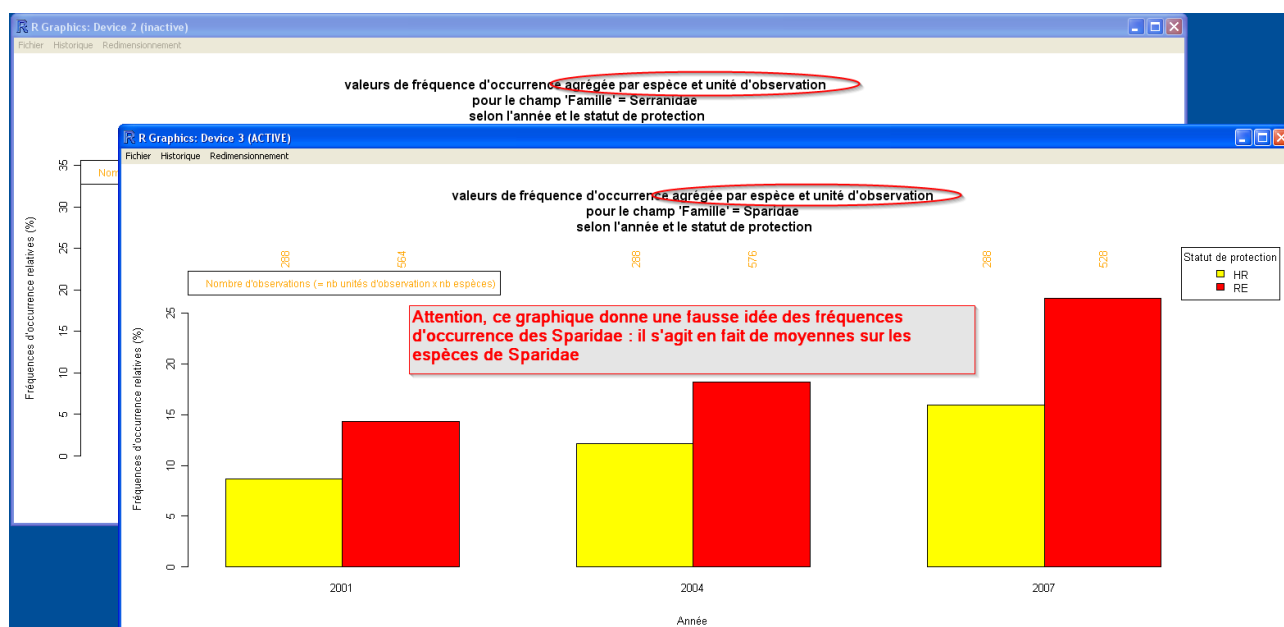 R Graphics: Device 2 (inactive)
Fichier Historique Redimensionnement
valeurs de fréquence d'occurrence agrégée par espèce et unité d'observation
pour le champ 'Famille' = Serranidae
selon l'année et le statut de protection
Nom
Fréquences d'occurrence relatives (%)
35
30
25
20
15
10
5
0
R Graphics: Device 3 (ACTIVE)
Fichier Historique Redimensionnement
valeurs de fréquence d'occurrence agrégée par espèce et unité d'observation
pour le champ 'Famille' = Sparidae
selon l'année et le statut de protection
288 564 288 576 288 528
Nombre d'observations (= nb unités d'observation x nb espèces)
Statut de protection
HR
RE
Attention, ce graphique donne une fausse idée des fréquences
d'occurrence des Sparidae : il s'agit en fait de moyennes sur les
espèces de Sparidae
Fréquences d'occurrence relatives (%)
25
20
15
10
5
0
2001 2004 2007
Année